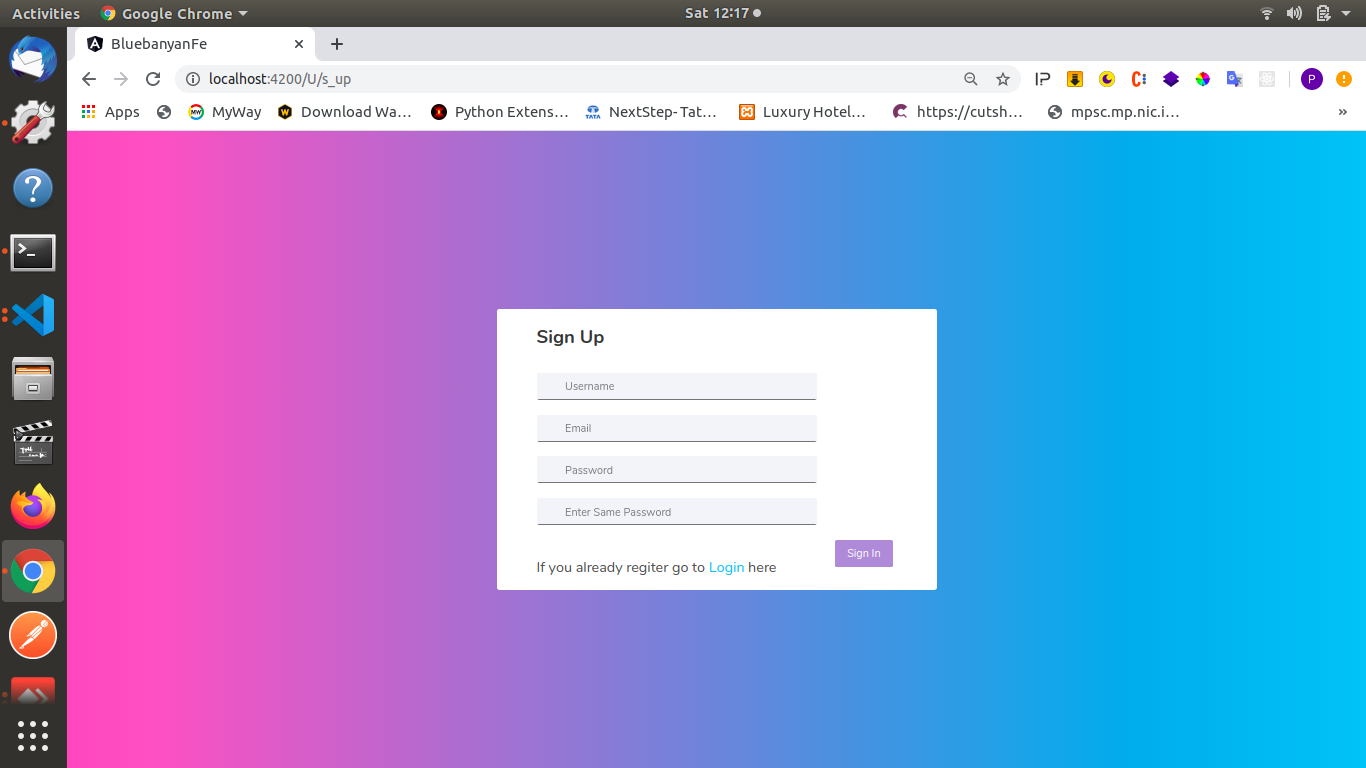 Activities Google Chrome Sat 12:17
BluebanyanFe
localhost:4200/U/s_up
Apps MyWay Download Wa... Python Extens... NextStep- Tat... Luxury Hotel... https://cutsh... mpsc.mp.nic.i... »
Sign Up
Username
Email
Password
Enter Same Password
Sign In
If you already regiter go to Login here